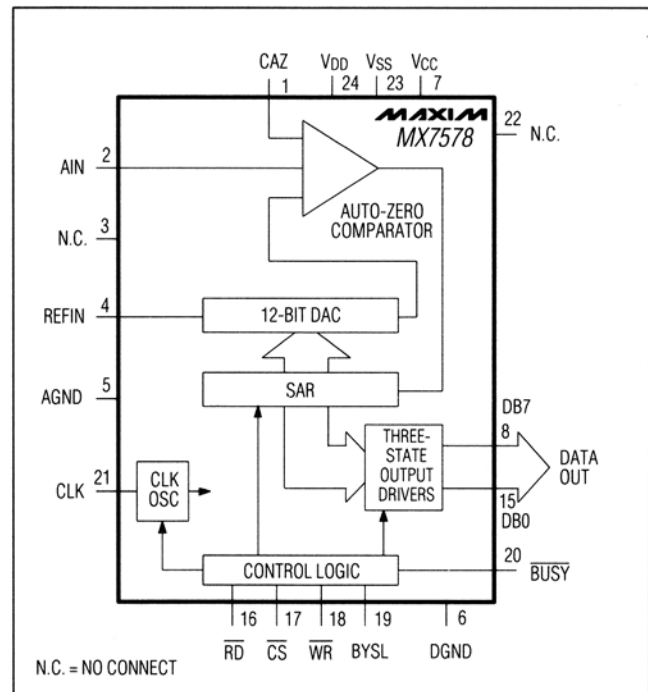 CAZ VDD VSS VCC
1 24 23 7
MAXIM
MX7578
22
N.C.
AIN 2
AUTO-ZERO
COMPARATOR
N.C. 3
REFIN 4
12-BIT DAC
AGND 5
SAR
DB7
8
THREE-
STATE
OUTPUT
DRIVERS
DATA
OUT
CLK 21
CLK
OSC
15
DB0
20
BUSY
CONTROL LOGIC
16 17 18 19 6
RD CS WR BYSL DGND
N.C. = NO CONNECT